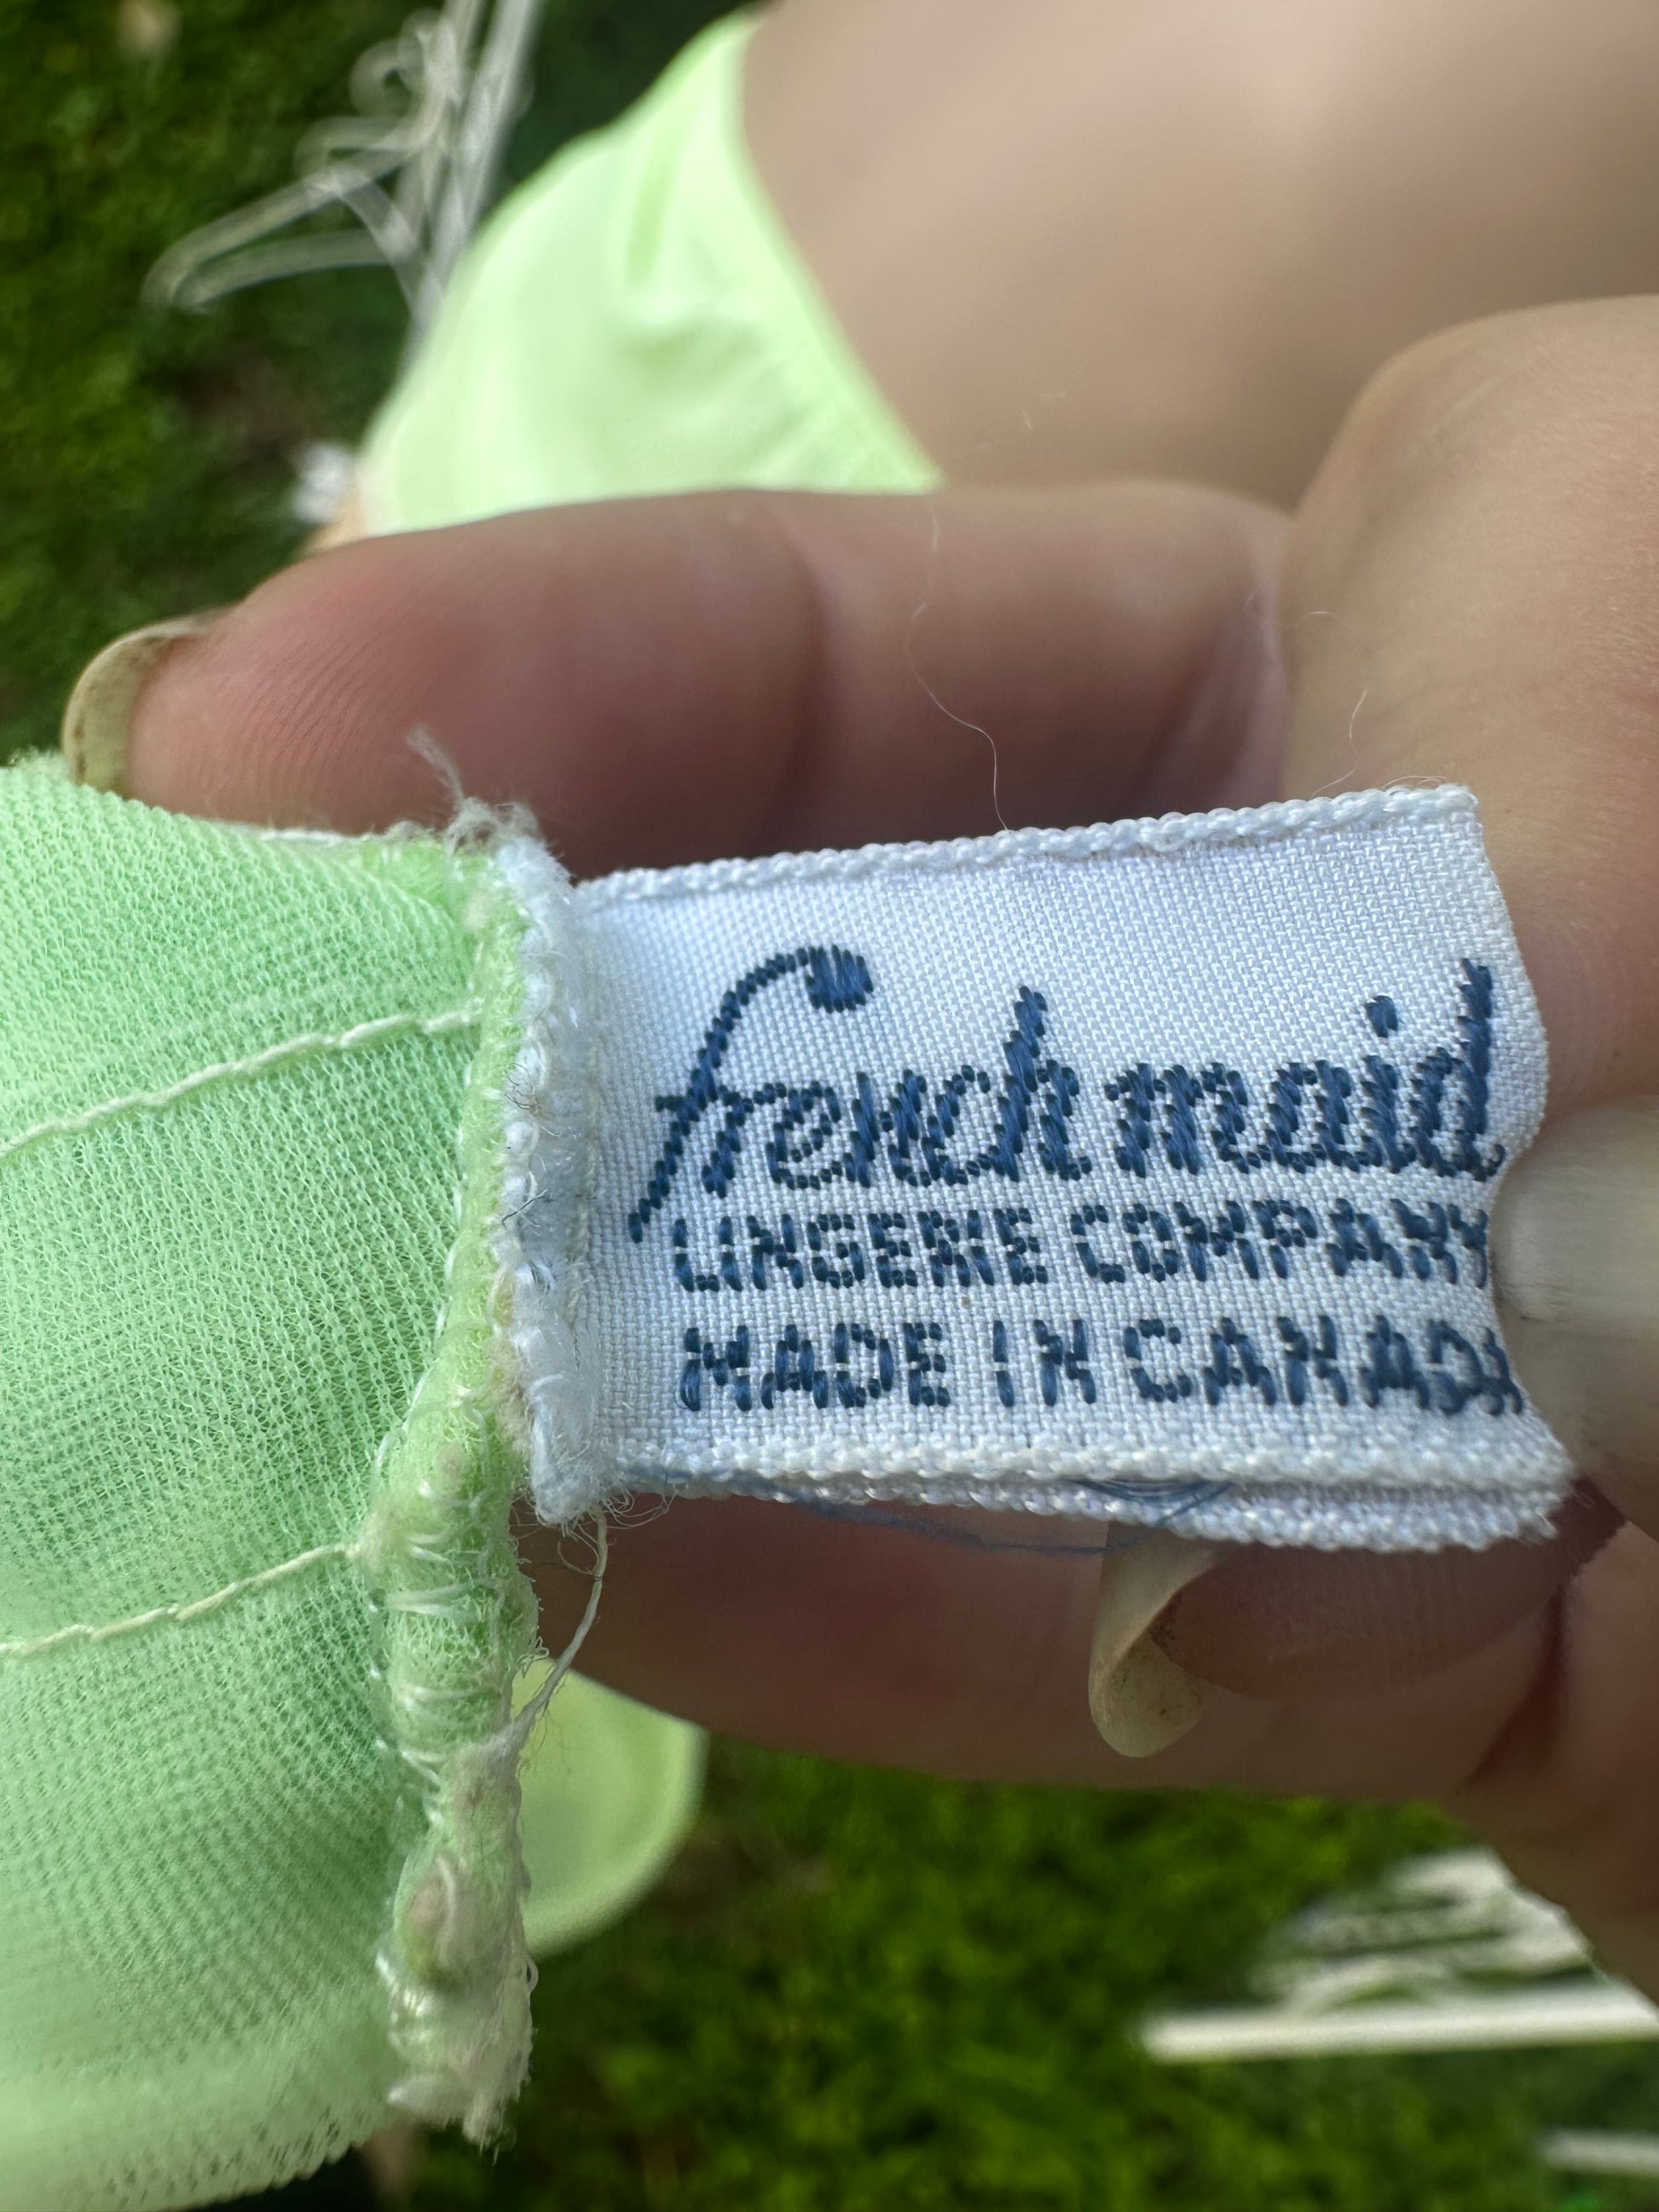 french maid
LINGERIE COMPANY
MADE IN CANADA